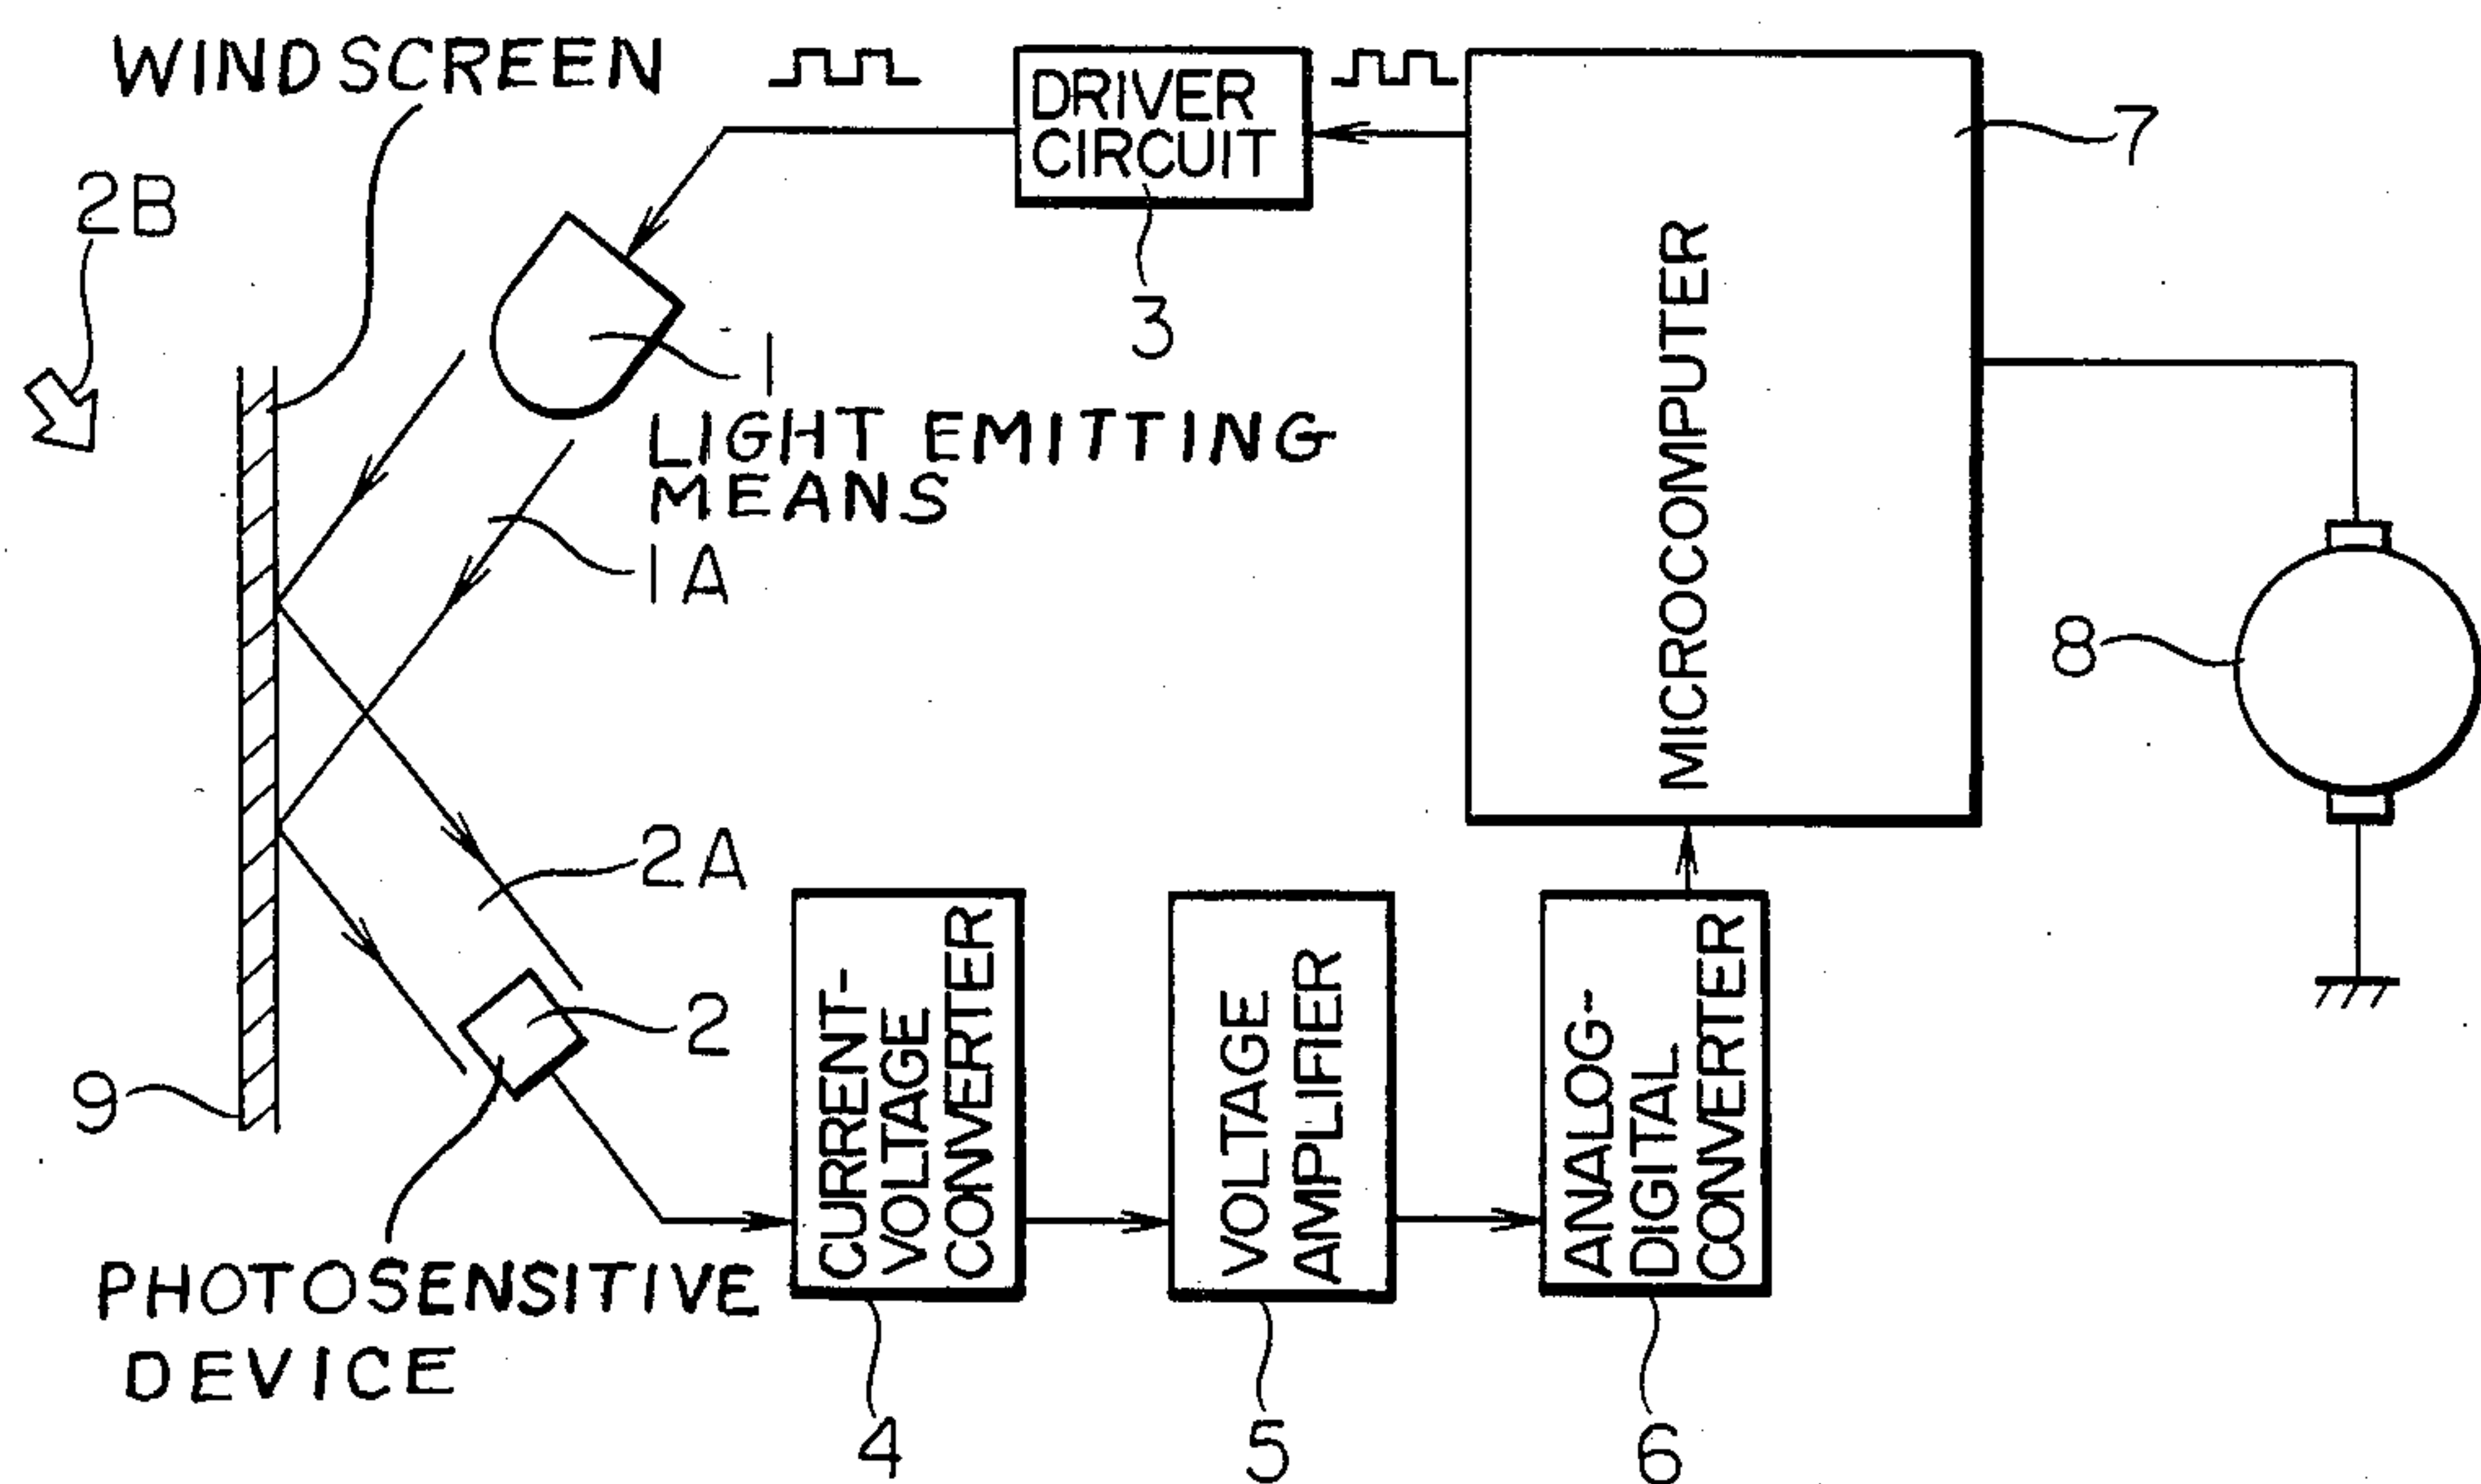 WINDSCREEN
DRIVER
CIRCUIT
7
2B
3
1
LIGHT EMITTING
MEANS
1A
MICROCOMPUTER
8
2A
2
9
CURRENT-
VOLTAGE
CONVERTER
VOLTAGE
AMPLIFIER
ANALOG-
DIGITAL
CONVERTER
PHOTOSENSITIVE
DEVICE
4
5
6